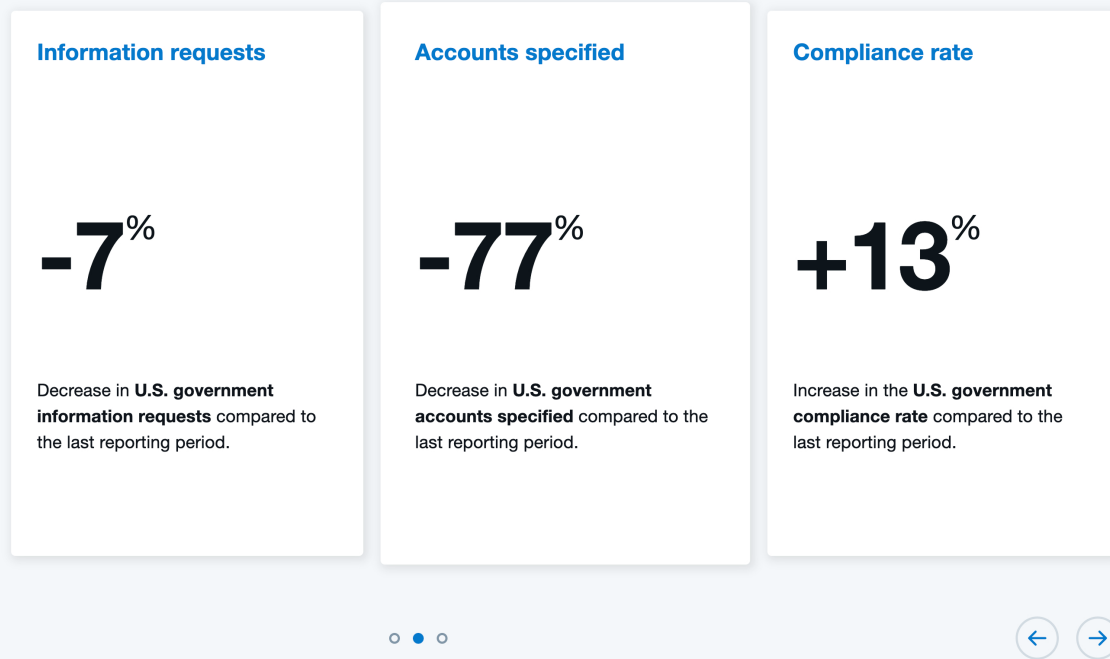 Information requests
-7%
Decrease in U.S. government
information requests compared to
the last reporting period.
Accounts specified
-77%
Decrease in U.S. government
accounts specified compared to the
last reporting period.
Compliance rate
+13%
Increase in the U.S. government
compliance rate compared to the
last reporting period.